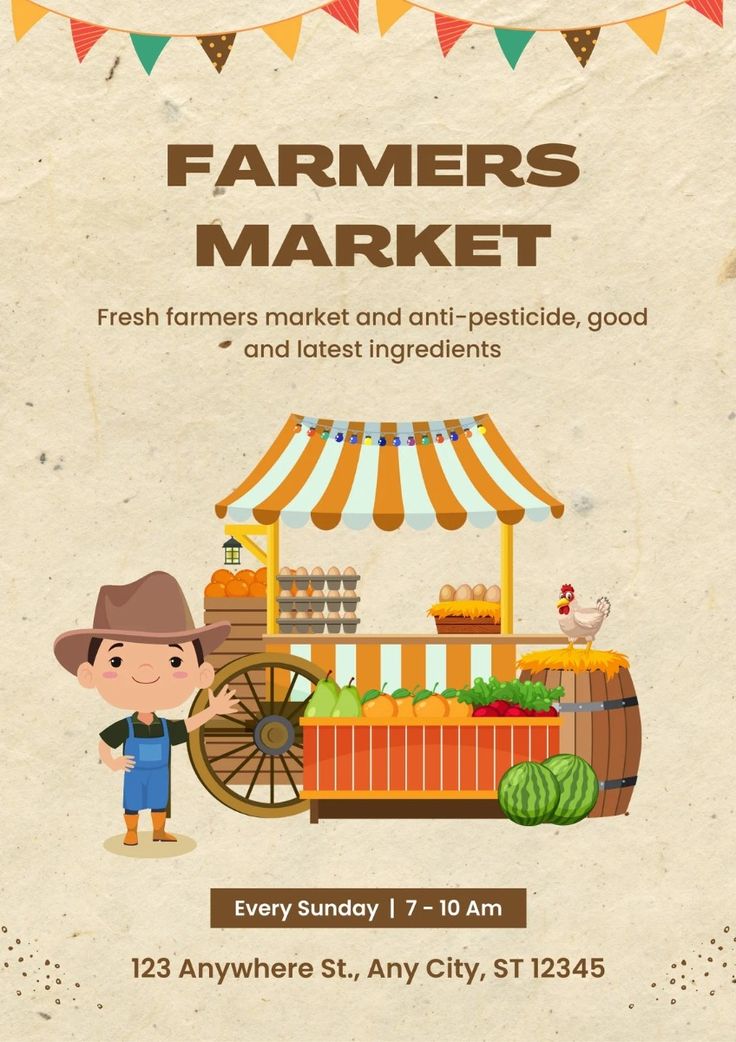 FARMERS
MARKET
Fresh farmers market and anti-pesticide, good
and latest ingredients
Every Sunday | 7 - 10 Am
123 Anywhere St., Any City, ST 12345